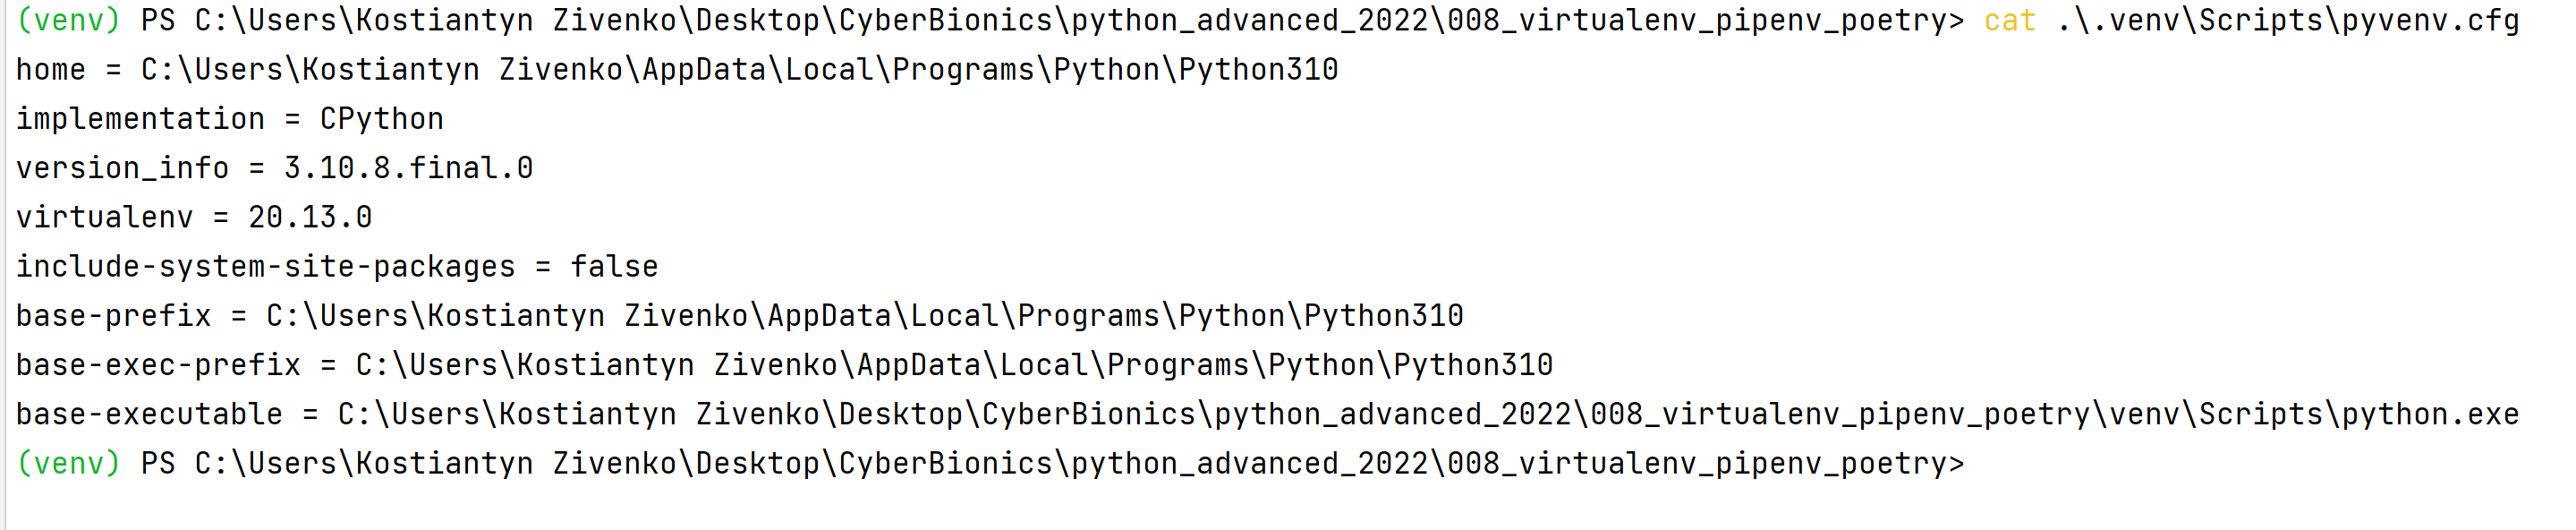 (venv) PS C:\Users\Kostiantyn Zivenko\Desktop\CyberBionics\python_advanced_2022\008_virtualenv_pipenv_poetry> cat .\.venv\Scripts\pyvenv.cfg
home = C:\Users\Kostiantyn Zivenko\AppData\Local\Programs\Python\Python310
implementation = CPython
version_info = 3.10.8.final.0
virtualenv = 20.13.0
include-system-site-packages = false
base-prefix = C:\Users\Kostiantyn Zivenko\AppData\Local\Programs\Python\Python310
base-exec-prefix = C:\Users\Kostiantyn Zivenko\AppData\Local\Programs\Python\Python310
base-executable = C:\Users\Kostiantyn Zivenko\Desktop\CyberBionics\python_advanced_2022\008_virtualenv_pipenv_poetry\venv\Scripts\python.exe
(venv) PS C:\Users\Kostiantyn Zivenko\Desktop\CyberBionics\python_advanced_2022\008_virtualenv_pipenv_poetry>